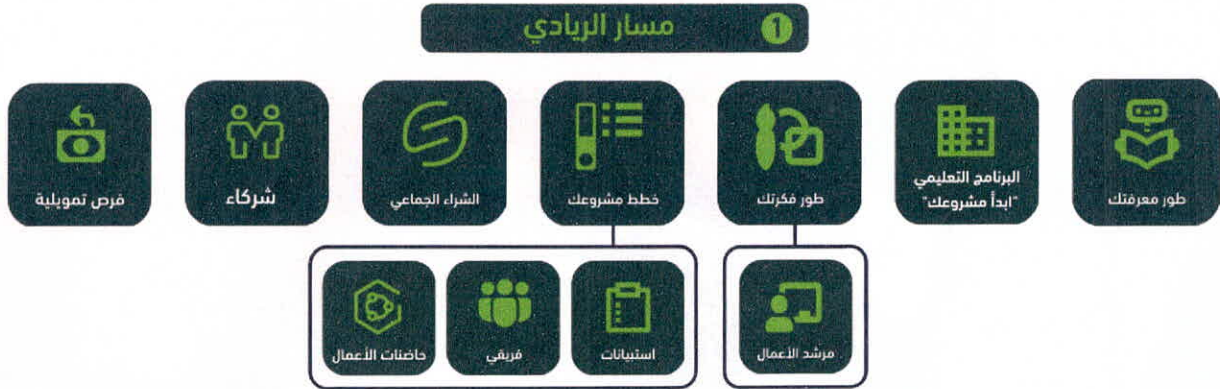 1 مسار الريادي
طور معرفتك
البرنامج التعليمي
"ابدأ مشروعك"
طور فكرتك
خطط مشروعك
الشراء الجماعي
شركاء
فرص تمويلية
مرشد الأعمال
استبيانات
فريقي
حاضنات الأعمال